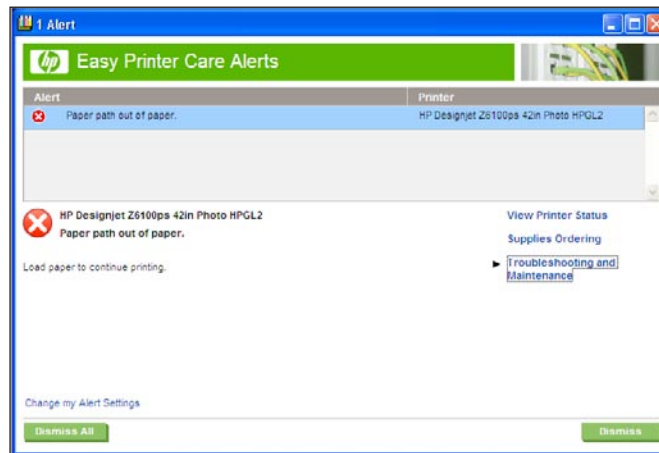 1 Alert
hp Easy Printer Care Alerts
Alert Printer
Paper path out of paper. HP Designjet Z6100ps 42in Photo HPGL2
HP Designjet Z6100ps 42in Photo HPGL2
Paper path out of paper.
Load paper to continue printing.
View Printer Status
Supplies Ordering
Troubleshooting and
Maintenance
Change my Alert Settings
Dismiss All Dismiss